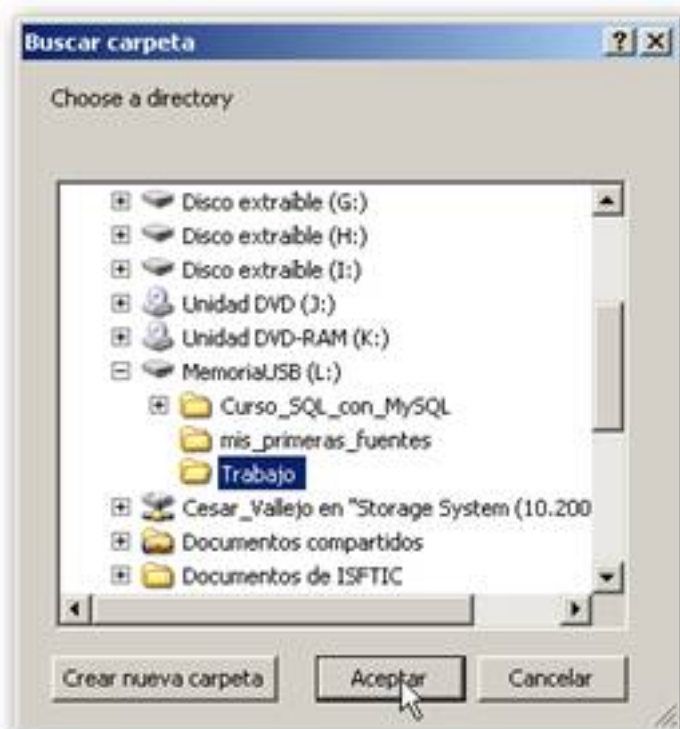 Buscar carpeta
Choose a directory
Disco extraíble (G:)
Disco extraíble (H:)
Disco extraíble (I:)
Unidad DVD (J:)
Unidad DVD-RAM (K:)
MemoriaUSB (L:)
Curso_SQL_con_MySQL
mis_primeras_fuentes
Trabajo
Cesar_Vallejo en "Storage System (10.200
Documentos compartidos
Documentos de ISFTIC
Crear nueva carpeta Aceptar Cancelar